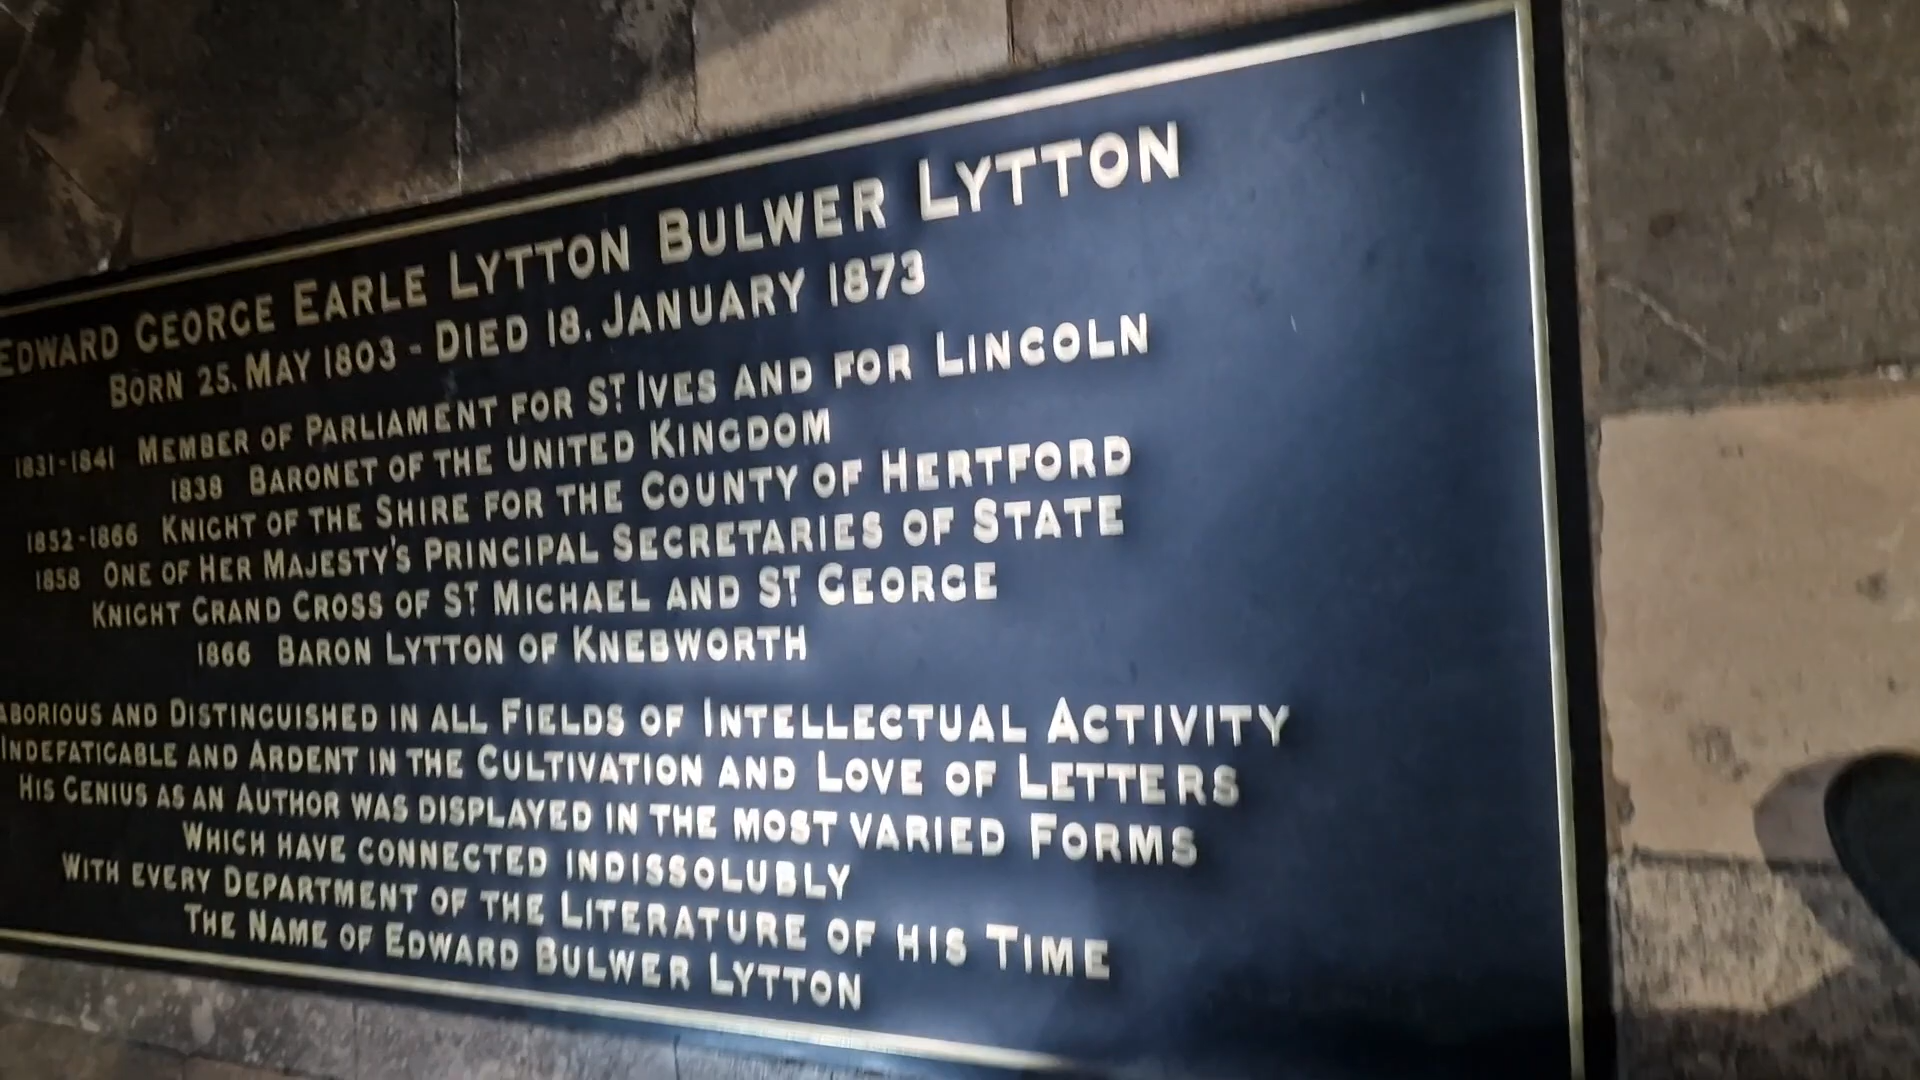 EDWARD GEORGE EARLE LYTTON BULWER LYTTON
BORN 25. MAY 1803 - DIED 18. JANUARY 1873
1831-1841 MEMBER OF PARLIAMENT FOR ST IVES AND FOR LINCOLN
1838 BARONET OF THE UNITED KINGDOM
1852-1866 KNIGHT OF THE SHIRE FOR THE COUNTY OF HERTFORD
1858 ONE OF HER MAJESTY'S PRINCIPAL SECRETARIES OF STATE
KNIGHT GRAND CROSS OF ST MICHAEL AND ST GEORGE
1866 BARON LYTTON OF KNEBWORTH
ABORIOUS AND DISTINGUISHED IN ALL FIELDS OF INTELLECTUAL ACTIVITY
INDEFATIGABLE AND ARDENT IN THE CULTIVATION AND LOVE OF LETTERS
HIS GENIUS AS AN AUTHOR WAS DISPLAYED IN THE MOST VARIED FORMS
WHICH HAVE CONNECTED INDISSOLUBLY
WITH EVERY DEPARTMENT OF THE LITERATURE OF HIS TIME
THE NAME OF EDWARD BULWER LYTTON